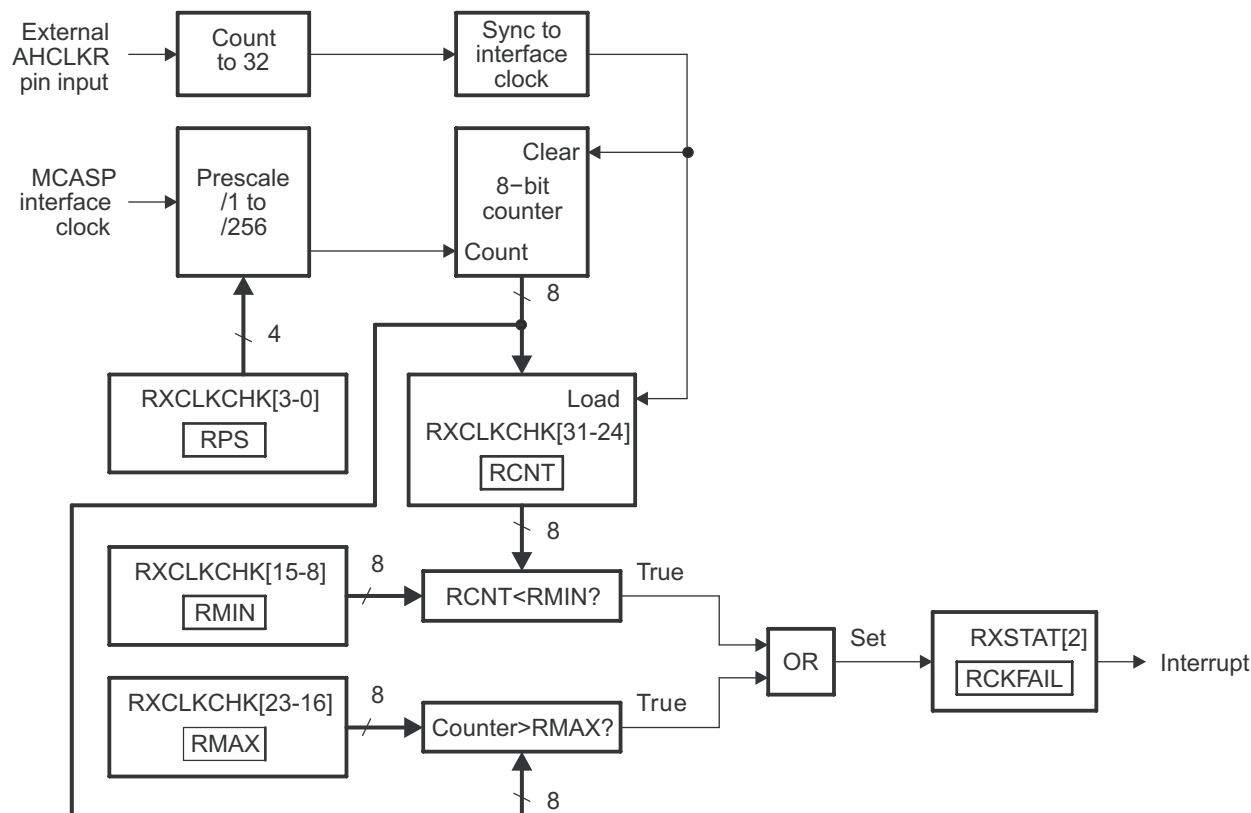 External
AHCLKR
pin input
Count
to 32
Sync to
interface
clock
MCASP
interface
clock
Prescale
/1 to
/256
Clear
8−bit
counter
Count
8
4
RXCLKCHK[3-0]
RPS
Load
RXCLKCHK[31-24]
RCNT
8
RXCLKCHK[15-8]
RMIN
8
RCNT<RMIN?
True
RXCLKCHK[23-16]
RMAX
8
Counter>RMAX?
True
8
OR
Set
RXSTAT[2]
RCKFAIL
Interrupt